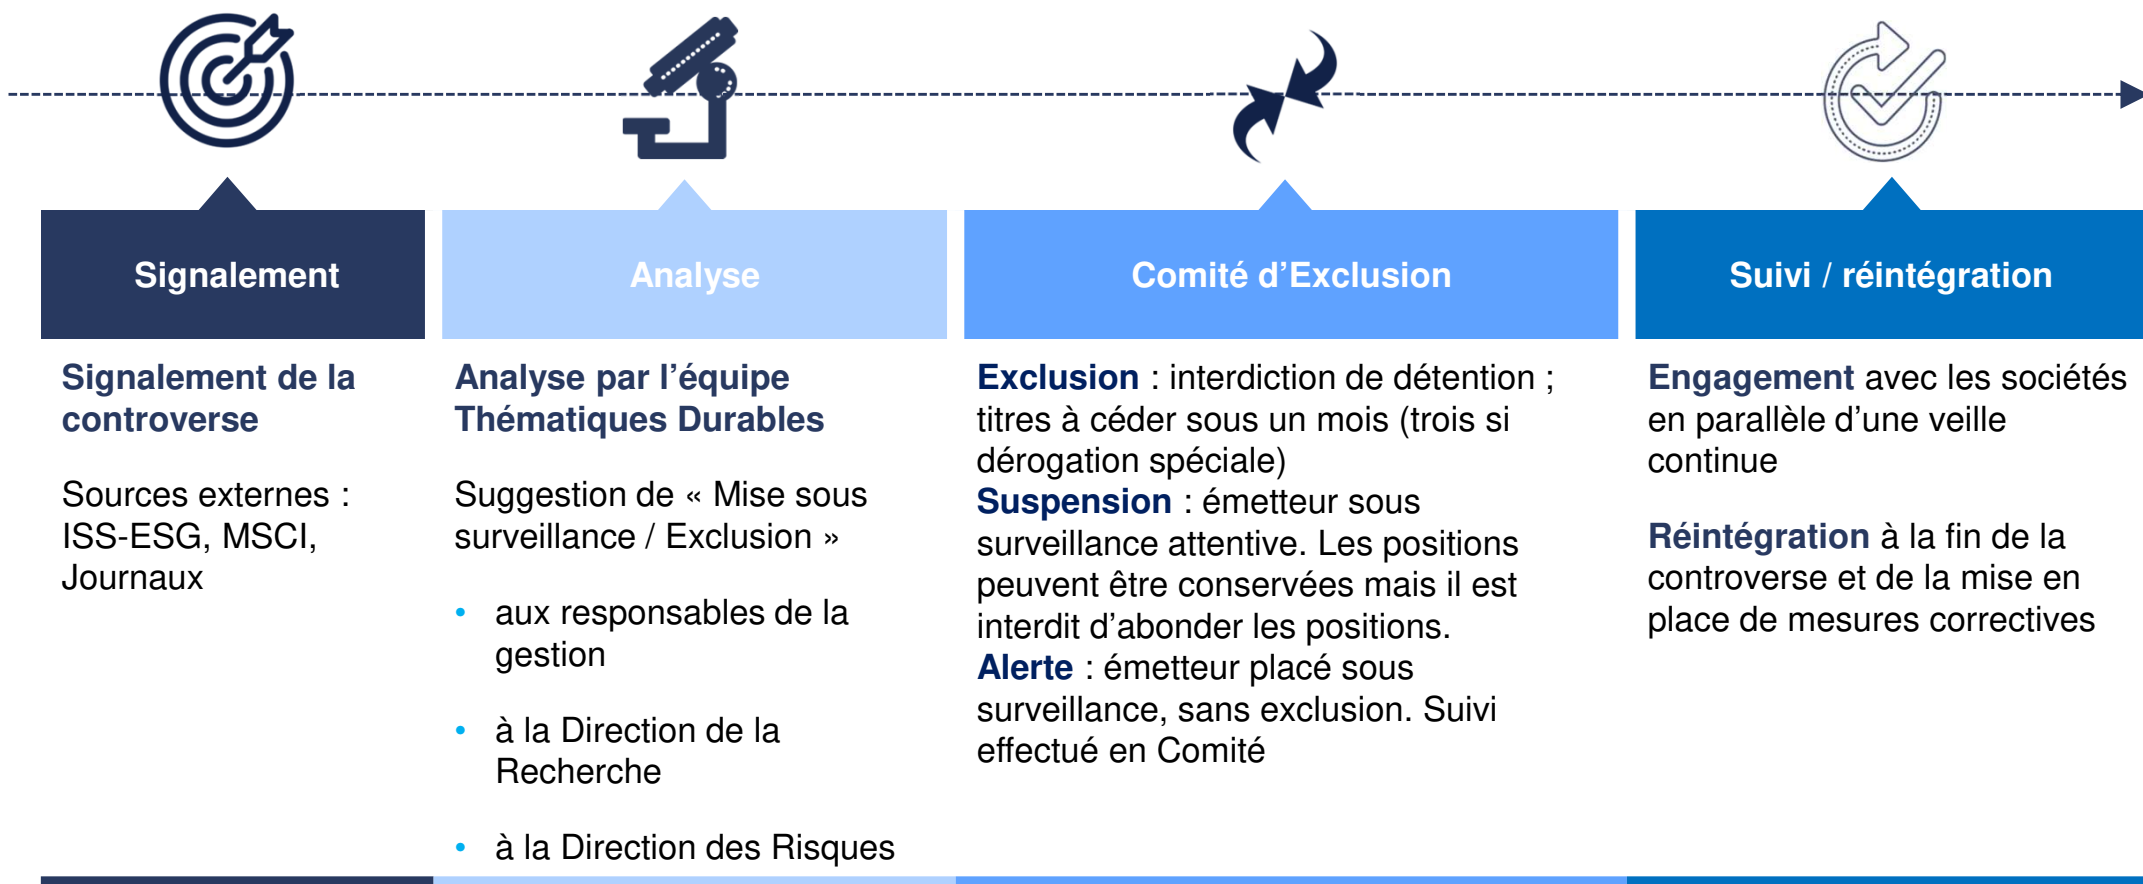 Signalement
Analyse
Comité d’Exclusion
Suivi / réintégration
Signalement de la
controverse
Sources externes :
ISS-ESG, MSCI,
Journaux
Analyse par l’équipe
Thématiques Durables
Suggestion de « Mise sous
surveillance / Exclusion »
• aux responsables de la
gestion
• à la Direction de la
Recherche
• à la Direction des Risques
Exclusion : interdiction de détention ;
titres à céder sous un mois (trois si
dérogation spéciale)
Suspension : émetteur sous
surveillance attentive. Les positions
peuvent être conservées mais il est
interdit d’abonder les positions.
Alerte : émetteur placé sous
surveillance, sans exclusion. Suivi
effectué en Comité
Engagement avec les sociétés
en parallèle d’une veille
continue
Réintégration à la fin de la
controverse et de la mise en
place de mesures correctives